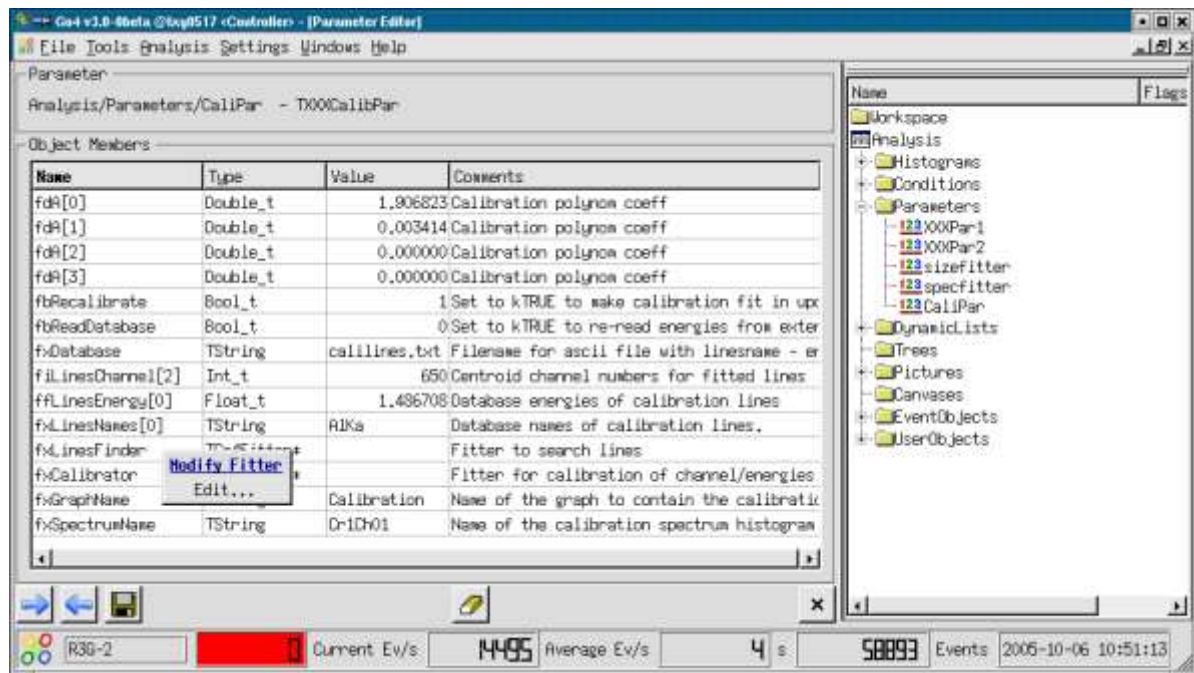 Go4 v3.0-0beta @lxg0517 <Controller> - [Parameter Editor]
File Tools Analysis Settings Windows Help
Parameter
Analysis/Parameters/CaliPar - TXXXCalibPar
Object Members
Name Type Value Comments
fdA[0] Double_t 1.906823 Calibration polynom coeff
fdA[1] Double_t 0.003414 Calibration polynom coeff
fdA[2] Double_t 0.000000 Calibration polynom coeff
fdA[3] Double_t 0.000000 Calibration polynom coeff
fbRecalibrate Bool_t 1 Set to kTRUE to make calibration fit in upd
fbReadDatabase Bool_t 0 Set to kTRUE to re-read energies from exter
fxDatabase TString calilines.txt Filename for ascii file with linesname - en
fiLinesChannel[2] Int_t 650 Centroid channel numbers for fitted lines
ffLinesEnergy[0] Float_t 1.486708 Database energies of calibration lines
fxLinesNames[0] TString AlKa Database names of calibration lines.
fxLinesFinder TGo4Fitter* Fitter to search lines
fxCalibrator Fitter for calibration of channel/energies
fxGraphName Calibration Name of the graph to contain the calibratic
fxSpectrumName TString Cr1Ch01 Name of the calibration spectrum histogram
Modify Fitter
Edit...
Name Flags
Workspace
Analysis
Histograms
Conditions
Parameters
XXXPar1
XXXPar2
sizefitter
specfitter
CaliPar
DynamicLists
Trees
Pictures
Canvases
EventObjects
UserObjects
R3G-2 0 Current Ev/s 14495 Average Ev/s 4 s 58893 Events 2005-10-06 10:51:13